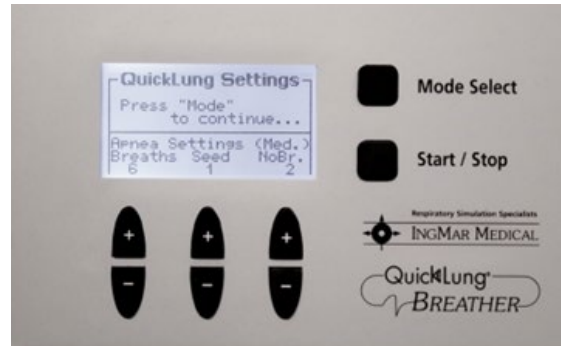 QuickLung Settings
Press "Mode"
to continue...
Apnea Settings (Med.)
Breaths Seed NoBr.
6 1 2
Mode Select
Start / Stop
+ + +
- - -
Respiratory Simulation Specialists
INGMAR MEDICAL
QuickLung®
BREATHER